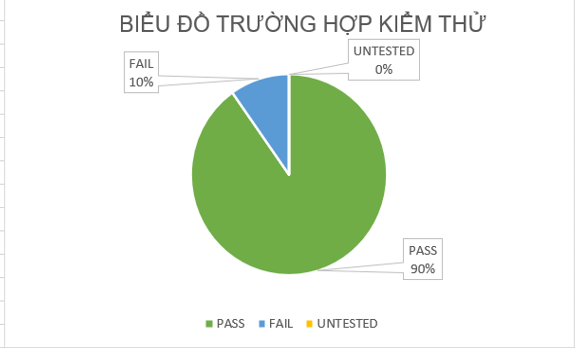 BIỂU ĐỒ TRƯỜNG HỢP KIỂM THỬ
FAIL
10%
UNTESTED
0%
PASS
90%
PASS FAIL UNTESTED